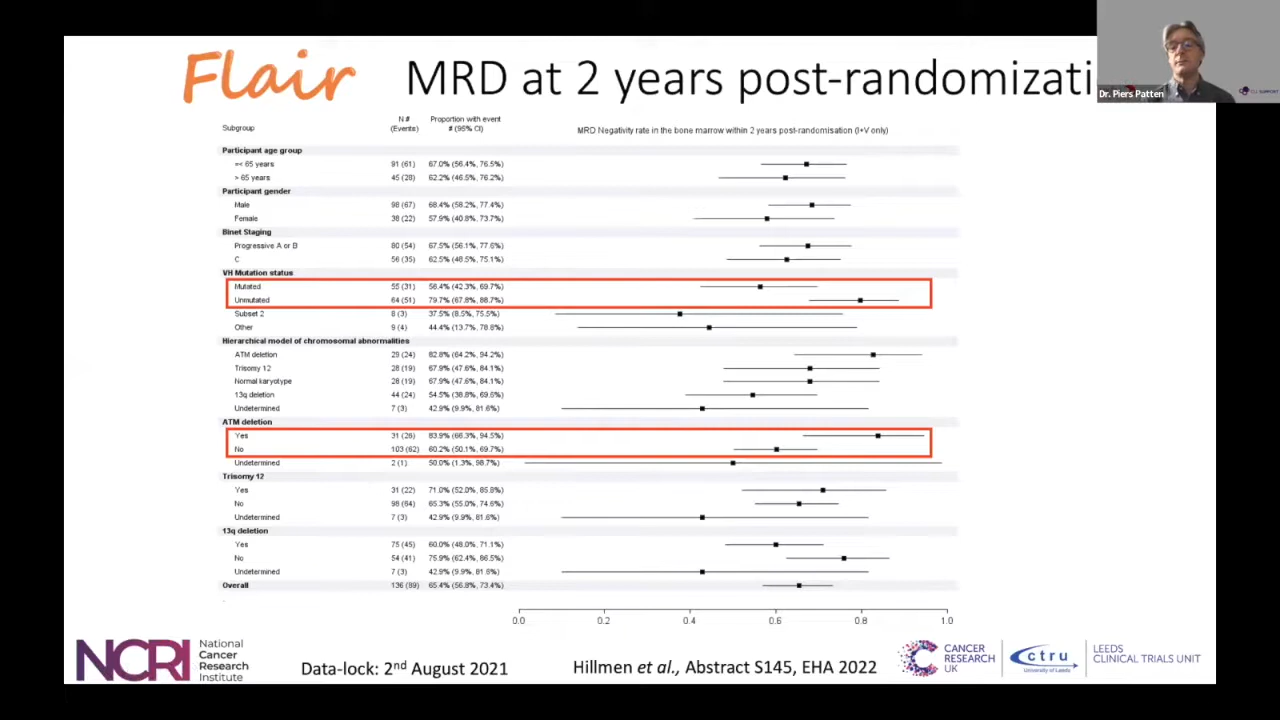 Flair MRD at 2 years post-randomizati
Dr. Piers Patten
N # Proportion with event
Subgroup (Events) # (95% CI) MRD Negativity rate in the bone marrow within 2 years post-randomisation (I+V only)
Participant age group
=< 65 years 91 (61) 67.0% (56.4%, 76.5%)
> 65 years 45 (28) 62.2% (46.5%, 76.2%)
Participant gender
Male 98 (67) 68.4% (58.2%, 77.4%)
Female 38 (22) 57.9% (40.8%, 73.7%)
Binet Staging
Progressive A or B 80 (54) 67.5% (56.1%, 77.6%)
C 56 (35) 62.5% (48.5%, 75.1%)
VH Mutation status
Mutated 55 (31) 56.4% (42.3%, 69.7%)
Unmutated 64 (51) 79.7% (67.8%, 88.7%)
Subset 2 8 (3) 37.5% (8.5%, 75.5%)
Other 9 (4) 44.4% (13.7%, 78.8%)
Hierarchical model of chromosomal abnormalities
ATM deletion 29 (24) 82.8% (64.2%, 94.2%)
Trisomy 12 28 (19) 67.9% (47.6%, 84.1%)
Normal karyotype 28 (19) 67.9% (47.6%, 84.1%)
13q deletion 44 (24) 54.5% (38.8%, 69.6%)
Undetermined 7 (3) 42.9% (9.9%, 81.6%)
ATM deletion
Yes 31 (26) 83.9% (66.3%, 94.5%)
No 103 (62) 60.2% (50.1%, 69.7%)
Undetermined 2 (1) 50.0% (1.3%, 98.7%)
Trisomy 12
Yes 31 (22) 71.0% (52.0%, 85.8%)
No 98 (64) 65.3% (55.0%, 74.6%)
Undetermined 7 (3) 42.9% (9.9%, 81.6%)
13q deletion
Yes 75 (45) 60.0% (48.0%, 71.1%)
No 54 (41) 75.9% (62.4%, 86.5%)
Undetermined 7 (3) 42.9% (9.9%, 81.6%)
Overall 136 (89) 65.4% (56.8%, 73.4%)
0.0 0.2 0.4 0.6 0.8 1.0
NCRI
National
Cancer
Research
Institute
Data-lock: 2nd August 2021
Hillmen et al., Abstract S145, EHA 2022
CANCER
RESEARCH
UK
ctru
University of Leeds
LEEDS
CLINICAL TRIALS UNIT